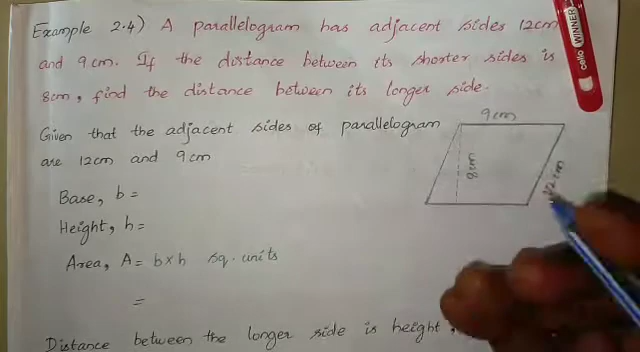 Example 2.4) A parallelogram has adjacent sides 12cm
and 9cm. If the distance between its shorter sides is
8cm, find the distance between its longer side.
Given that the adjacent sides of parallelogram
are 12cm and 9cm
9cm
8cm
12cm
Base, b =
Height, h =
Area, A = b×h sq. units
=
Distance between the longer side is height,
cello WINNER